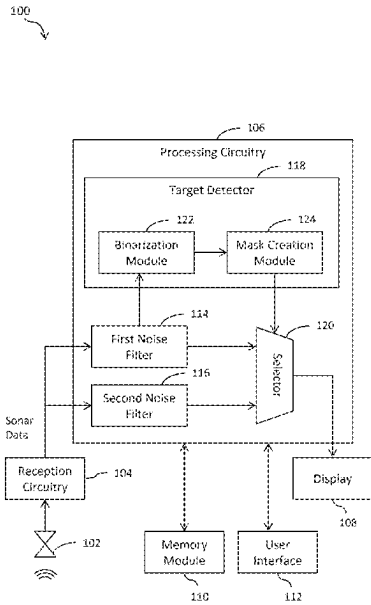 100
106
Processing Circuitry
118
Target Detector
122
124
Binarization
Module
Mask Creation
Module
114
120
First Noise
Filter
116
Selector
Second Noise
Filter
Sonar
Data
Reception
Circuitry
104
Display
108
102
Memory
Module
110
User
Interface
112